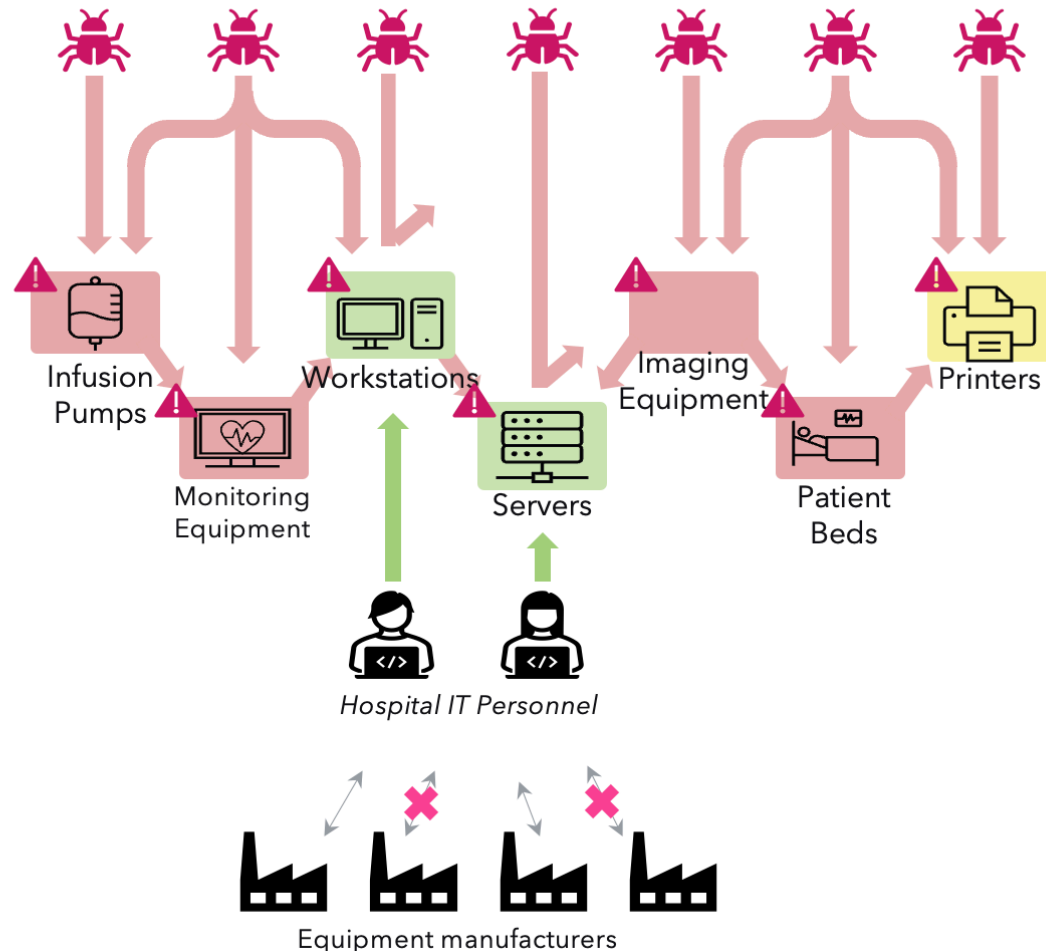 Infusion
Pumps
Monitoring
Equipment
Workstations
Servers
Imaging
Equipment
Patient
Beds
Printers
</>
</>
Hospital IT Personnel
Equipment manufacturers